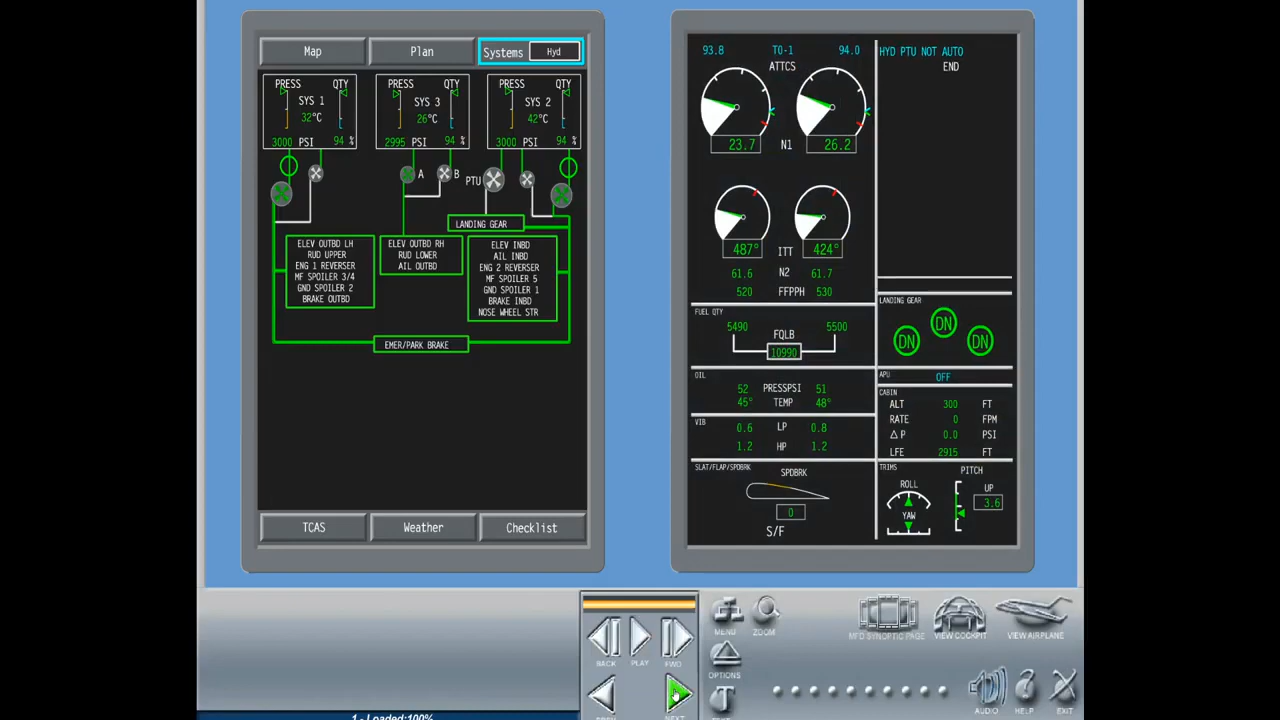 Map
Plan
Systems Hyd
PRESS QTY
SYS 1
32°C
3000 PSI 94 %
PRESS QTY
SYS 3
26°C
2995 PSI 94 %
PRESS QTY
SYS 2
42°C
3000 PSI 94 %
A
B
PTU
LANDING GEAR
ELEV OUTBD LH
RUD UPPER
ENG 1 REVERSER
MF SPOILER 3/4
GND SPOILER 2
BRAKE OUTBD
ELEV OUTBD RH
RUD LOWER
AIL OUTBD
ELEV INBD
AIL INBD
ENG 2 REVERSER
MF SPOILER 5
GND SPOILER 1
BRAKE INBD
NOSE WHEEL STR
EMER/PARK BRAKE
TCAS
Weather
Checklist
93.8 TO-1 94.0
ATTCS
23.7 N1 26.2
487° ITT 424°
61.6 N2 61.7
520 FFPPH 530
FUEL QTY
5490 5500
FQLB
10990
OIL
52 PRESSPSI 51
45° TEMP 48°
VIB
0.6 LP 0.8
1.2 HP 1.2
SLAT/FLAP/SPDBRK
SPDBRK
0
S/F
HYD PTU NOT AUTO
END
LANDING GEAR
DN DN DN
APU OFF
CABIN
ALT 300 FT
RATE 0 FPM
Δ P 0.0 PSI
LFE 2915 FT
TRIMS
PITCH
ROLL
UP
3.6
YAW
BACK PLAY FWD
MENU ZOOM
OPTIONS
MFD SYNOPTIC PAGE
VIEW COCKPIT
VIEW AIRPLANE
AUDIO HELP EXIT
1 - Loaded:100%